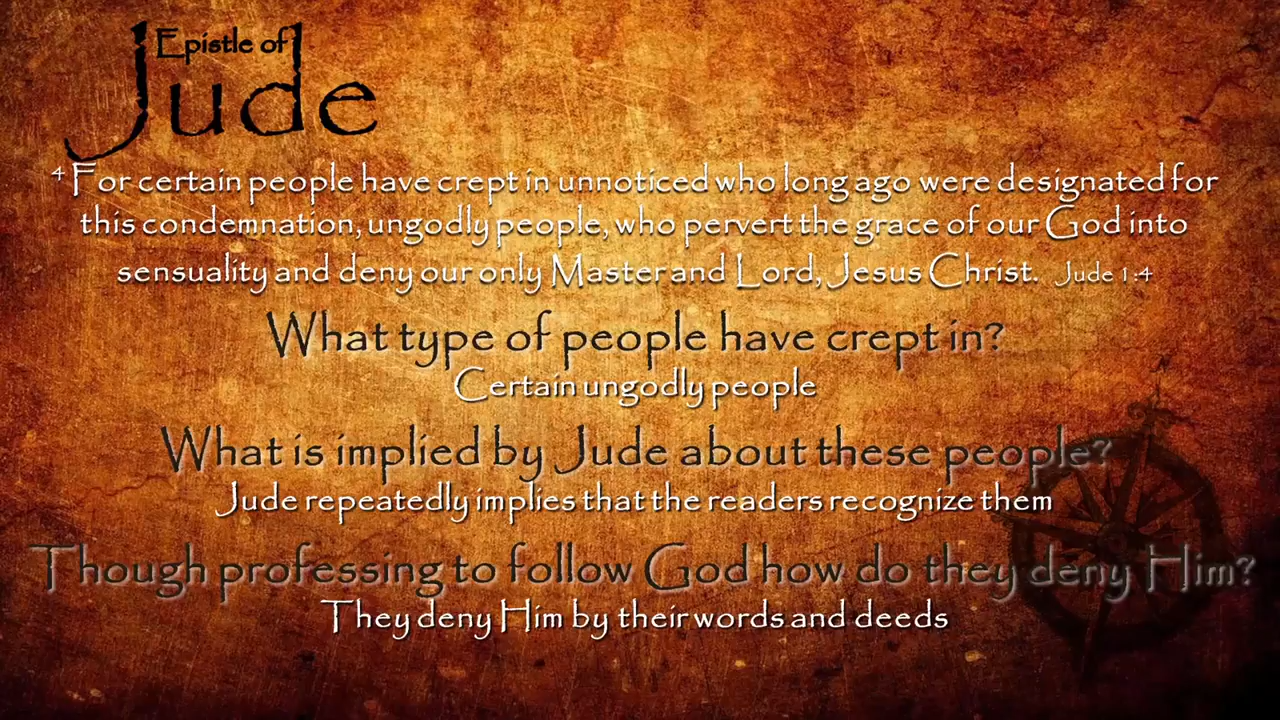 Epistle of
Jude
4 For certain people have crept in unnoticed who long ago were designated for
this condemnation, ungodly people, who pervert the grace of our God into
sensuality and deny our only Master and Lord, Jesus Christ. Jude 1:4
What type of people have crept in?
Certain ungodly people
What is implied by Jude about these people?
Jude repeatedly implies that the readers recognize them
Though professing to follow God how do they deny Him?
They deny Him by their words and deeds